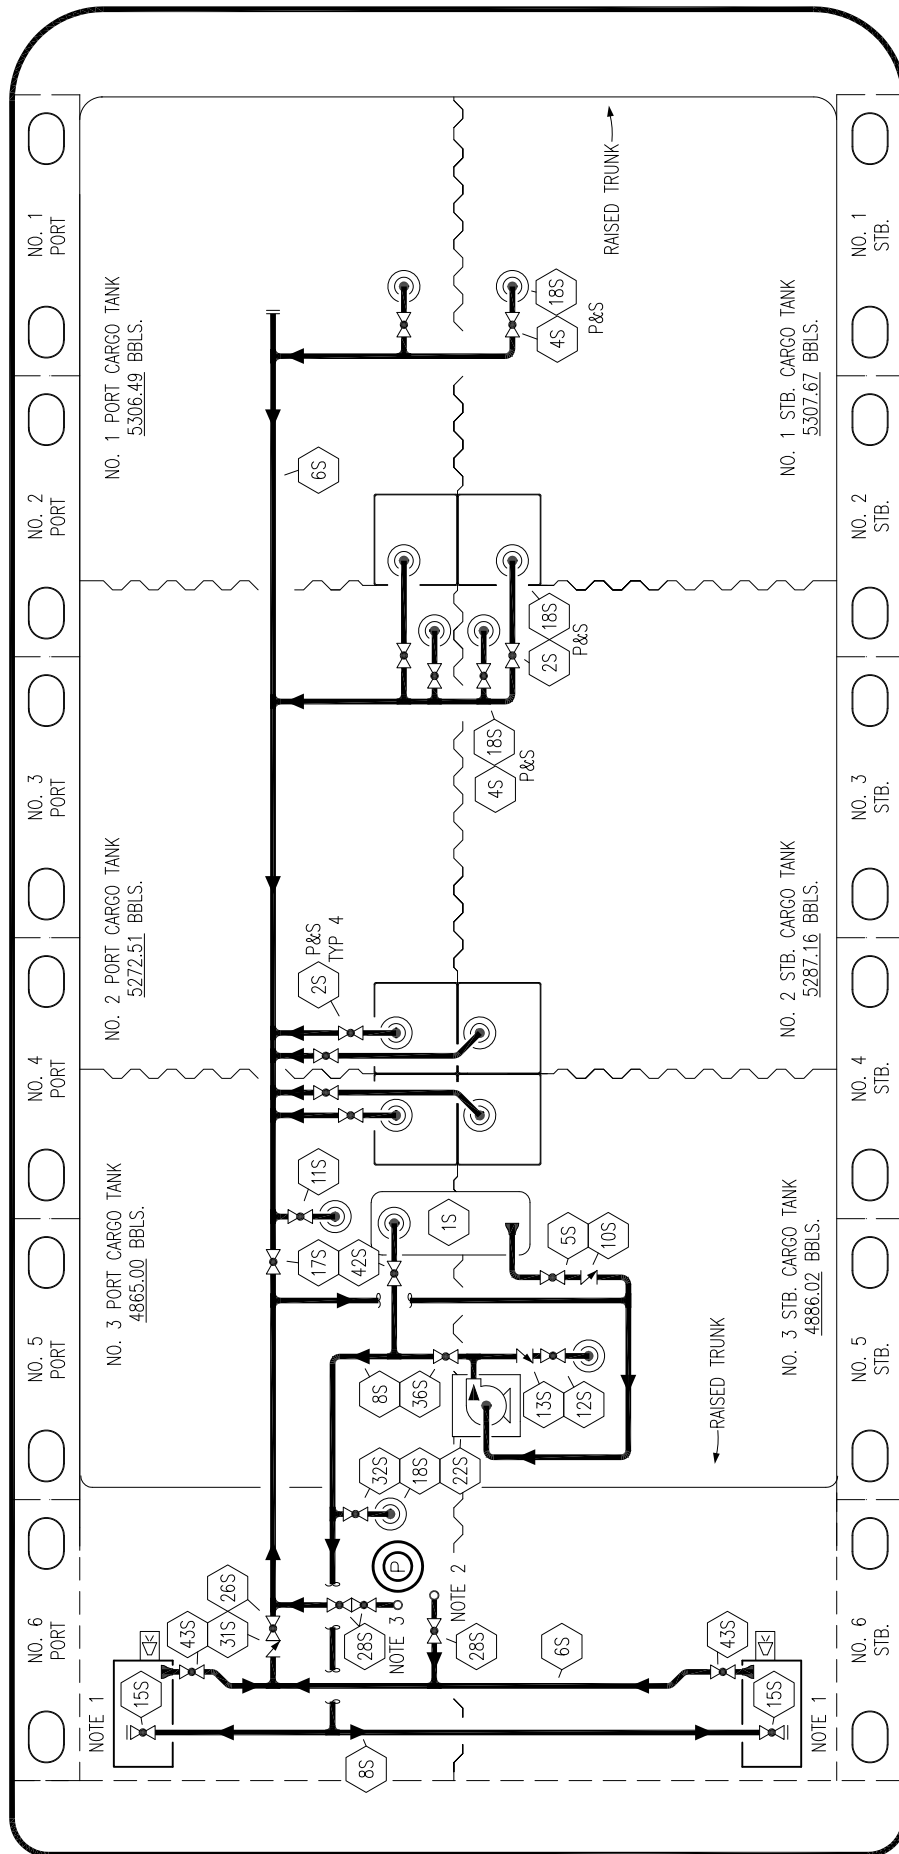 NO. 1
PORT
NO. 2
PORT
NO. 3
PORT
NO. 4
PORT
NO. 5
PORT
NO. 6
PORT
NO. 1 PORT CARGO TANK
5306.49 BBLS.
NO. 2 PORT CARGO TANK
5272.51 BBLS.
NO. 3 PORT CARGO TANK
4865.00 BBLS.
RAISED TRUNK
18S
4S
P&S
6S
18S
2S
P&S
18S
4S
P&S
P&S
TYP 4
2S
11S
17S
42S
1S
5S
10S
8S
36S
13S
12S
32S
18S
22S
P
NOTE 2
NOTE 3
28S
28S
26S
31S
43S
15S
NOTE 1
6S
8S
43S
15S
NOTE 1
RAISED TRUNK
NO. 1 STB. CARGO TANK
5307.67 BBLS.
NO. 2 STB. CARGO TANK
5287.16 BBLS.
NO. 3 STB. CARGO TANK
4886.02 BBLS.
NO. 1
STB.
NO. 2
STB.
NO. 3
STB.
NO. 4
STB.
NO. 5
STB.
NO. 6
STB.